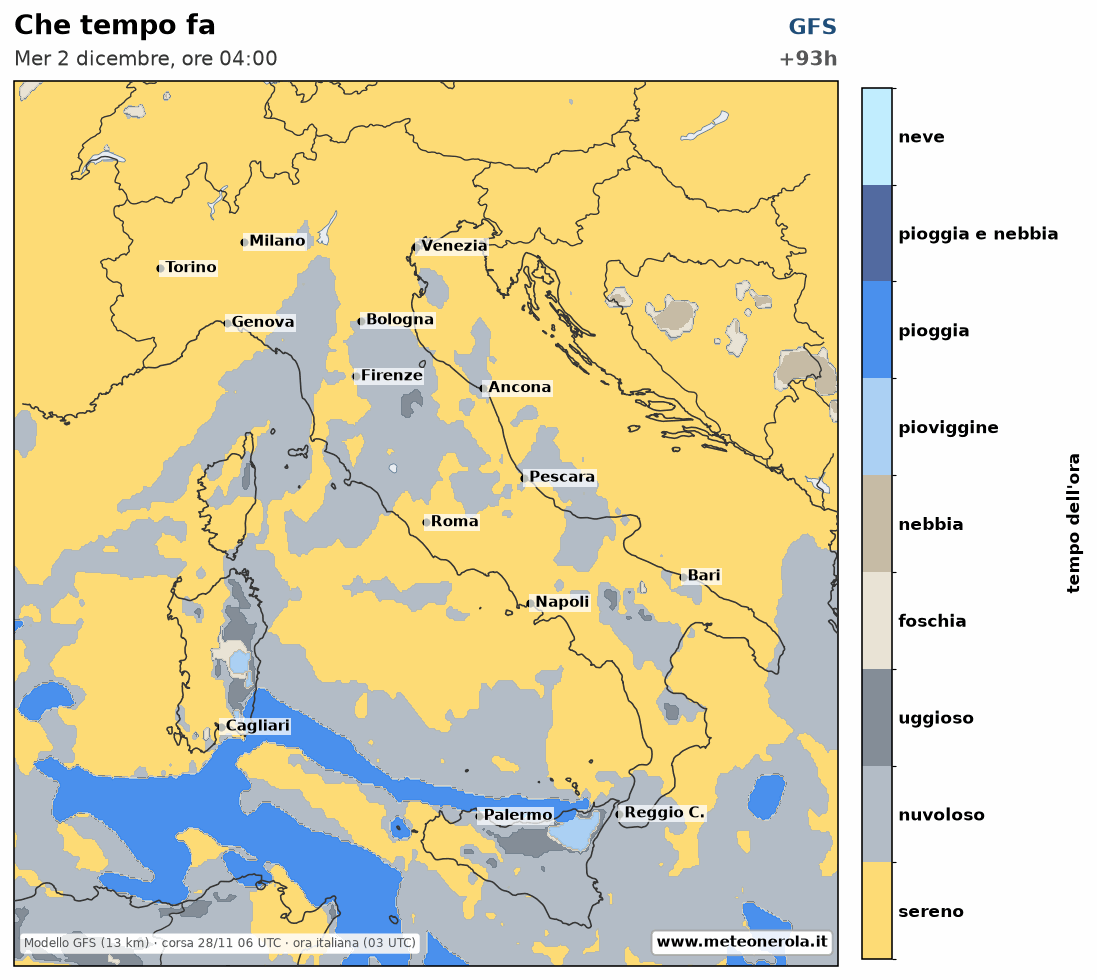 Che tempo fa
GFS
Mer 2 dicembre, ore 04:00
+93h
neve
pioggia e nebbia
pioggia
pioviggine
nebbia
foschia
uggioso
nuvoloso
sereno
tempo dell'ora
Milano
Venezia
Torino
Genova
Bologna
Firenze
Ancona
Pescara
Roma
Bari
Napoli
Cagliari
Palermo
Reggio C.
Modello GFS (13 km) · corsa 28/11 06 UTC · ora italiana (03 UTC)
www.meteonerola.it